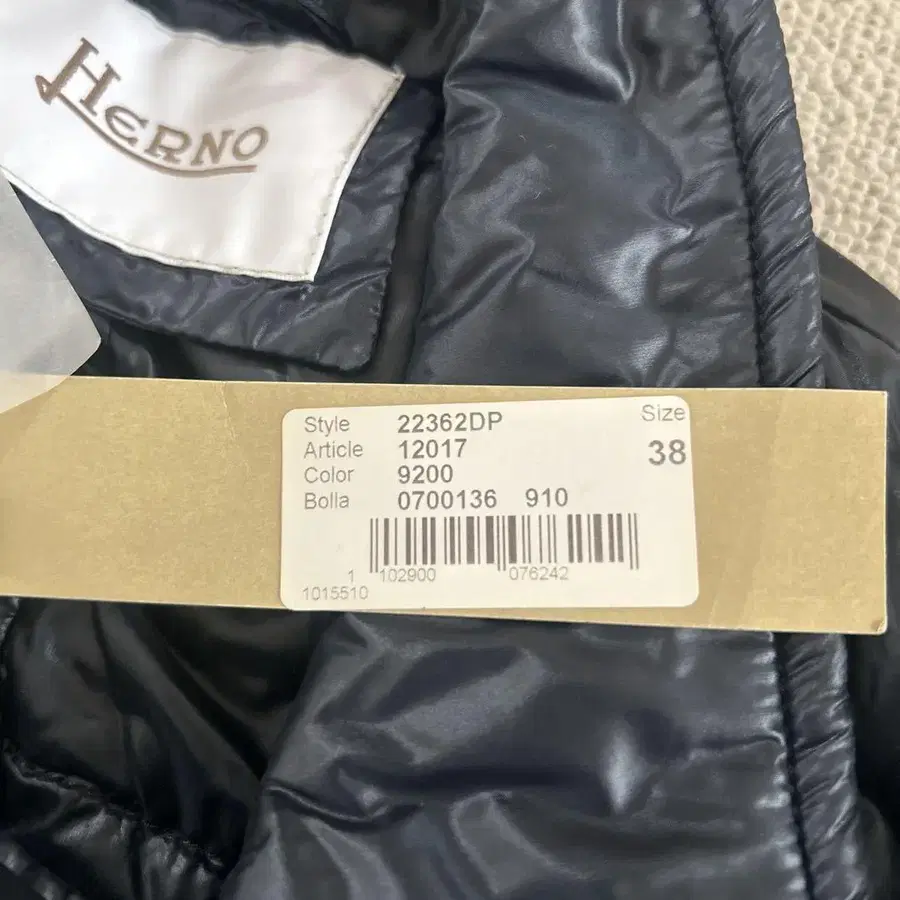 HERNO
Style 22362DP Size
Article 12017 38
Color 9200
Bolla 0700136 910
1 102900 076242
1015510